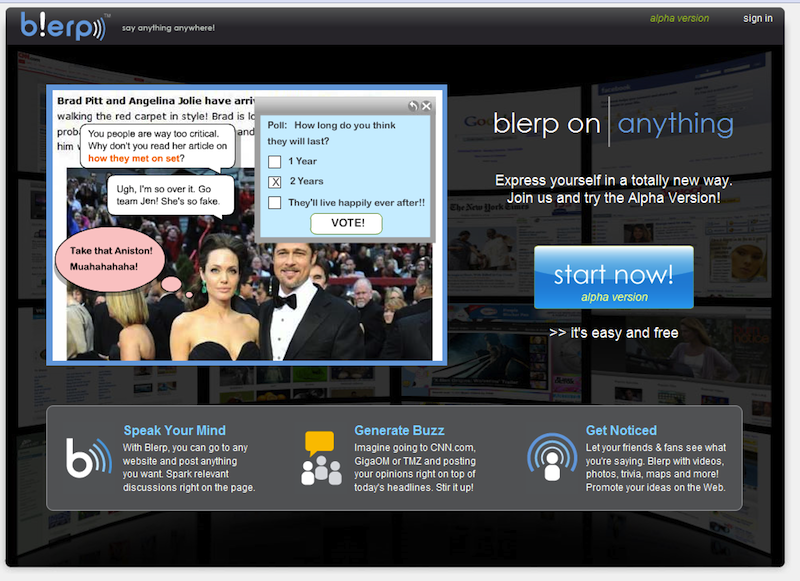 b!erp TM
say anything anywhere!
alpha version
sign in
Brad Pitt and Angelina Jolie have arriv
walking the red carpet in style! Brad is lo
prob
and
him w
You people are way too critical.
Why don't you read her article on
how they met on set?
Ugh, I'm so over it. Go
team Jen! She's so fake.
Take that Aniston!
Muahahahaha!
Poll: How long do you think
they will last?
1 Year
X 2 Years
They'll live happily ever after!!
VOTE!
blerp on anything
Express yourself in a totally new way.
Join us and try the Alpha Version!
start now!
alpha version
>> it's easy and free
facebook
The New York Times
b
Speak Your Mind
With Blerp, you can go to any
website and post anything
you want. Spark relevant
discussions right on the page.
Generate Buzz
Imagine going to CNN.com,
GigaOM or TMZ and posting
your opinions right on top of
today's headlines. Stir it up!
Get Noticed
Let your friends & fans see what
you're saying. Blerp with videos,
photos, trivia, maps and more!
Promote your ideas on the Web.